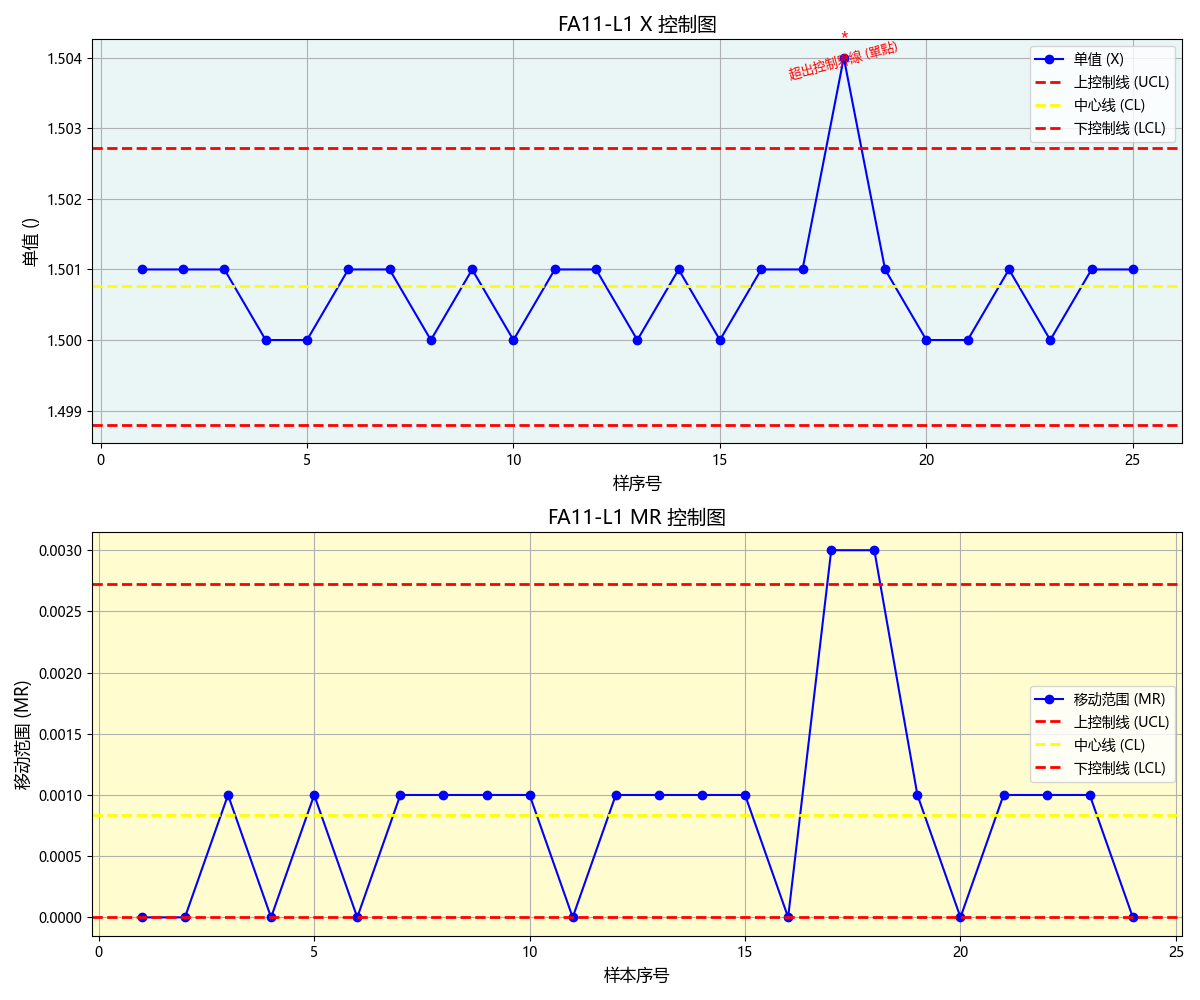 FA11-L1 X 控制图
*
超出控制界線 (單點)
单值 (X)
上控制线 (UCL)
中心线 (CL)
下控制线 (LCL)
1.504
1.503
1.502
1.501
1.500
1.499
单值 ()
0 5 10 15 20 25
样序号
FA11-L1 MR 控制图
0.0030
0.0025
0.0020
0.0015
0.0010
0.0005
0.0000
移动范围 (MR)
移动范围 (MR)
上控制线 (UCL)
中心线 (CL)
下控制线 (LCL)
0 5 10 15 20 25
样本序号